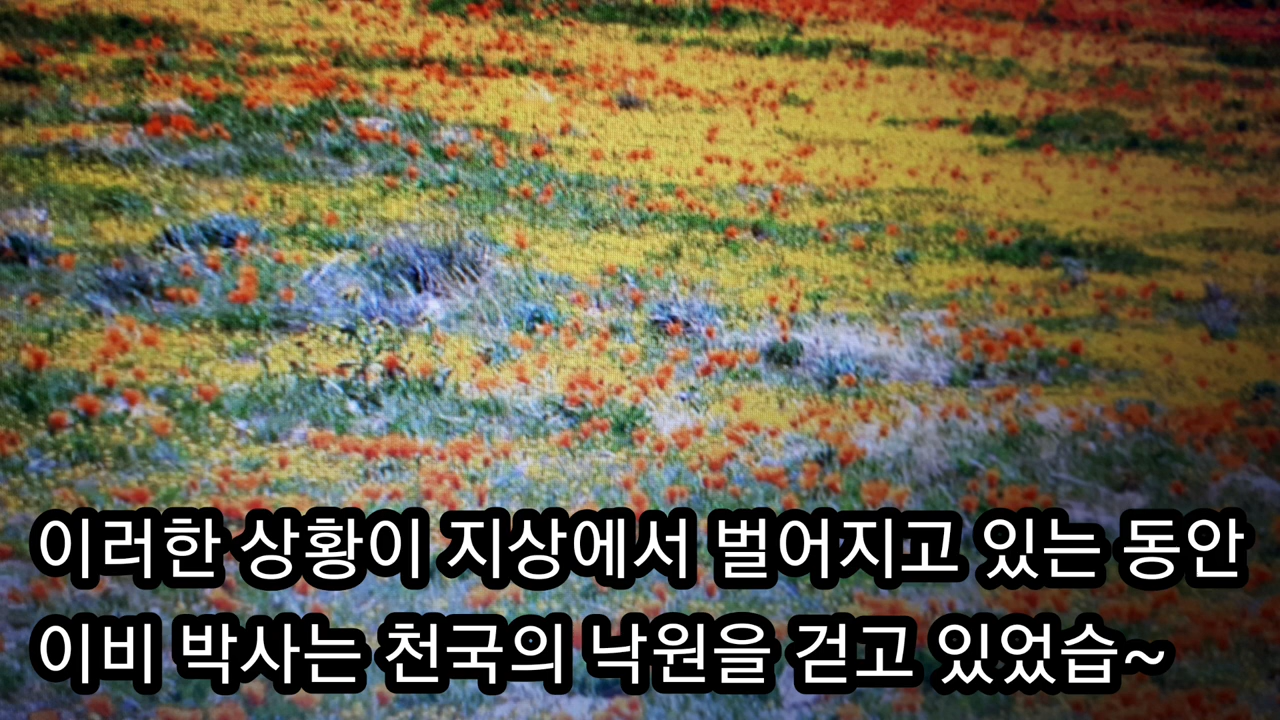 이러한 상황이 지상에서 벌어지고 있는 동안
이비 박사는 천국의 낙원을 걷고 있었습~